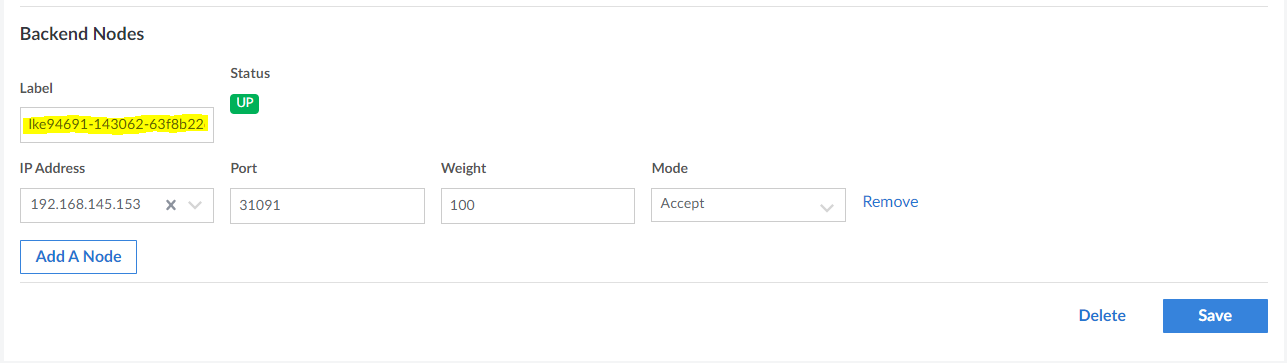 Backend Nodes
Label
Status
UP
lke94691-143062-63f8b22
IP Address
Port
Weight
Mode
192.168.145.153
31091
100
Accept
Remove
Add A Node
Delete
Save